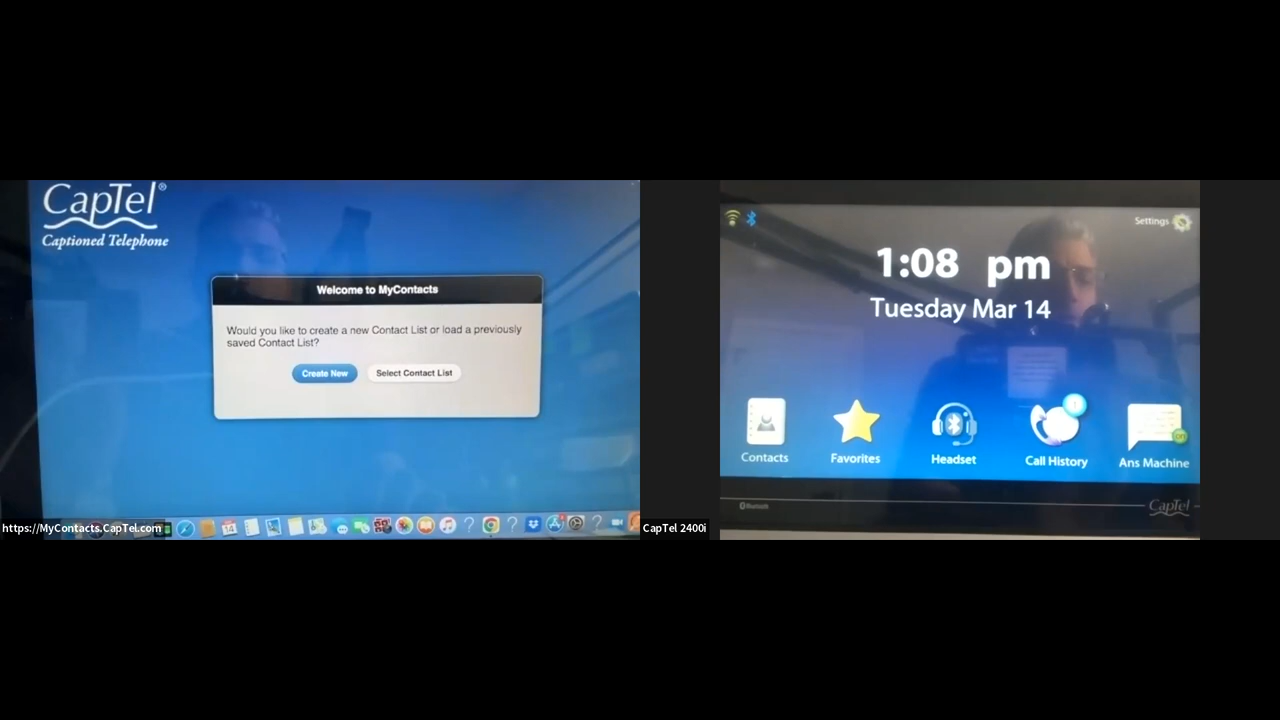 CapTel®
Captioned Telephone
Welcome to MyContacts
Would you like to create a new Contact List or load a previously
saved Contact List?
Create New
Select Contact List
https://MyContacts.CapTel.com
Settings
1:08 pm
Tuesday Mar 14
Contacts
Favorites
Headset
Call History
Ans Machine
Bluetooth
CapTel
CapTel 2400i